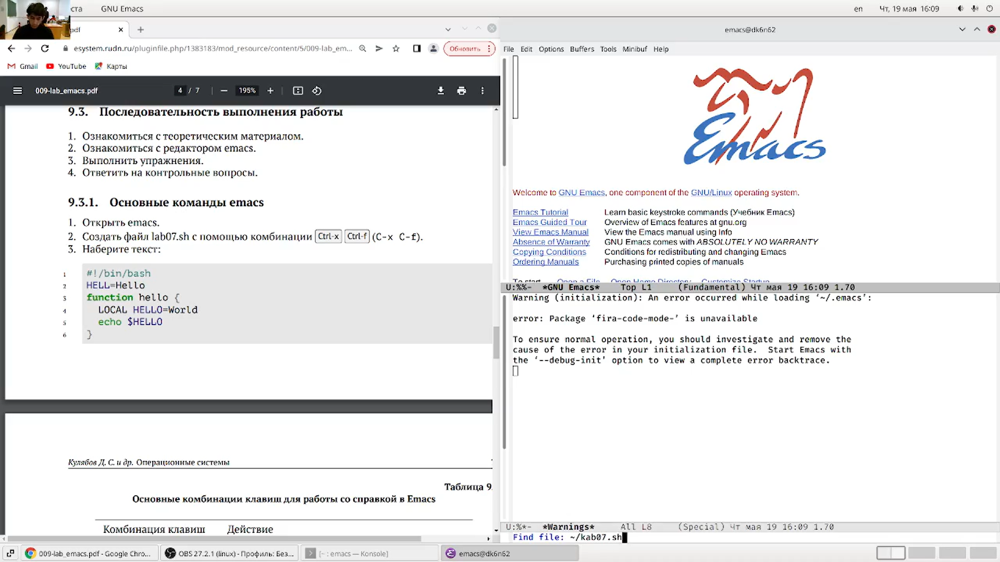 ста GNU Emacs en Чт, 19 мая 16:09
pdf
emacs@dk6n62
esystem.rudn.ru/pluginfile.php/1383183/mod_resource/content/5/009-lab_em... Обновить
Gmail YouTube Карты
009-lab_emacs.pdf 4 / 7 195%
9.3. Последовательность выполнения работы
1. Ознакомиться с теоретическим материалом.
2. Ознакомиться с редактором emacs.
3. Выполнить упражнения.
4. Ответить на контрольные вопросы.
9.3.1. Основные команды emacs
1. Открыть emacs.
2. Создать файл lab07.sh с помощью комбинации Ctrl-x Ctrl-f (C-x C-f).
3. Наберите текст:
1 #!/bin/bash
2 HELL=Hello
3 function hello {
4 LOCAL HELLO=World
5 echo $HELLO
6 }
Кулябов Д. С. и др. Операционные системы
Таблица 9.
Основные комбинации клавиш для работы со справкой в Emacs
Комбинация клавиш Действие
File Edit Options Buffers Tools Minibuf Help
Emacs
Welcome to GNU Emacs, one component of the GNU/Linux operating system.
Emacs Tutorial Learn basic keystroke commands (Учебник Emacs)
Emacs Guided Tour Overview of Emacs features at gnu.org
View Emacs Manual View the Emacs manual using Info
Absence of Warranty GNU Emacs comes with ABSOLUTELY NO WARRANTY
Copying Conditions Conditions for redistributing and changing Emacs
Ordering Manuals Purchasing printed copies of manuals
To start Open a File Open Home Directory Customize Startup
U:%%- *GNU Emacs* Top L1 (Fundamental) Чт мая 19 16:09 1.70
Warning (initialization): An error occurred while loading ‘~/.emacs’:
error: Package ‘fira-code-mode-’ is unavailable
To ensure normal operation, you should investigate and remove the
cause of the error in your initialization file. Start Emacs with
the ‘--debug-init’ option to view a complete error backtrace.
U:%*- *Warnings* All L8 (Special) Чт мая 19 16:09 1.70
Find file: ~/kab07.sh
009-lab_emacs.pdf - Google Chro... OBS 27.2.1 (linux) - Профиль: Без... [~ : emacs — Konsole] emacs@dk6n62